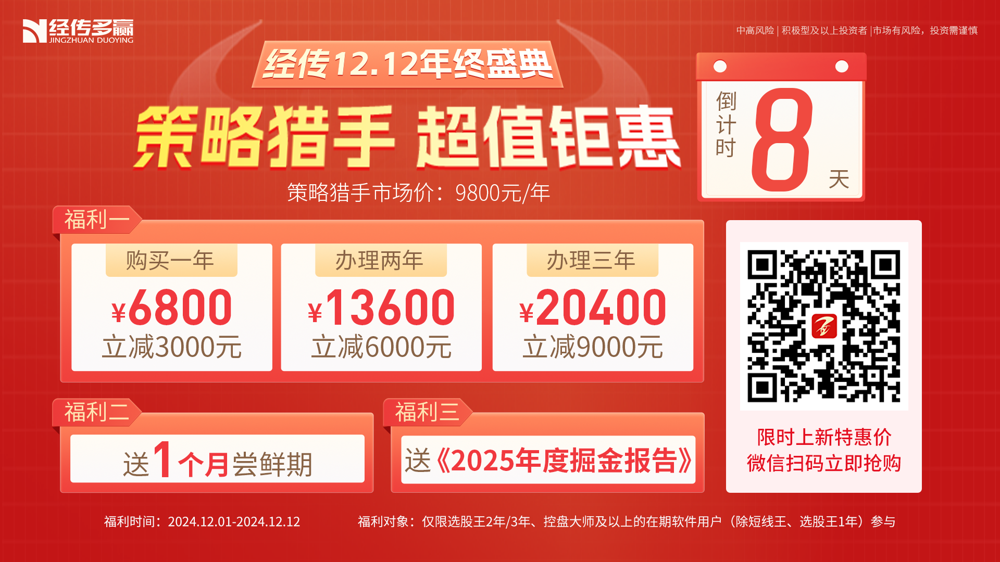 经传多赢
JINGZHUAN DUOYING
中高风险 | 积极型及以上投资者 |市场有风险，投资需谨慎
经传12.12年终盛典
策略猎手 超值钜惠
倒计时
8
天
策略猎手市场价：9800元/年
福利一
购买一年
¥6800
立减3000元
办理两年
¥13600
立减6000元
办理三年
¥20400
立减9000元
福利二
送1个月尝鲜期
福利三
送《2025年度掘金报告》
限时上新特惠价
微信扫码立即抢购
福利时间：2024.12.01-2024.12.12
福利对象：仅限选股王2年/3年、控盘大师及以上的在期软件用户（除短线王、选股王1年）参与